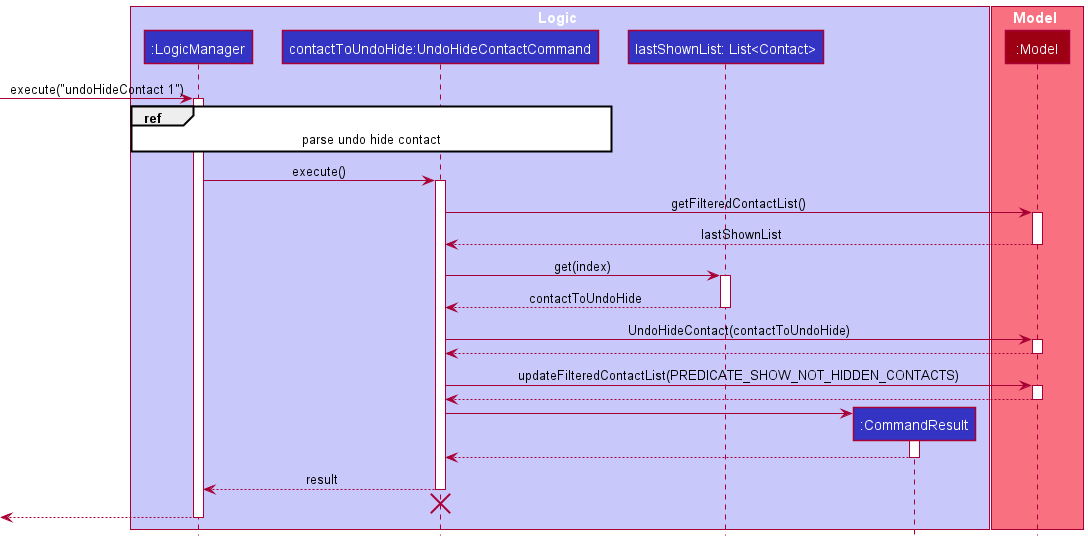 Logic
Model
:LogicManager
contactToUndoHide:UndoHideContactCommand
lastShownList: List<Contact>
:Model
execute("undoHideContact 1")
ref
parse undo hide contact
execute()
getFilteredContactList()
lastShownList
get(index)
contactToUndoHide
UndoHideContact(contactToUndoHide)
updateFilteredContactList(PREDICATE_SHOW_NOT_HIDDEN_CONTACTS)
:CommandResult
result